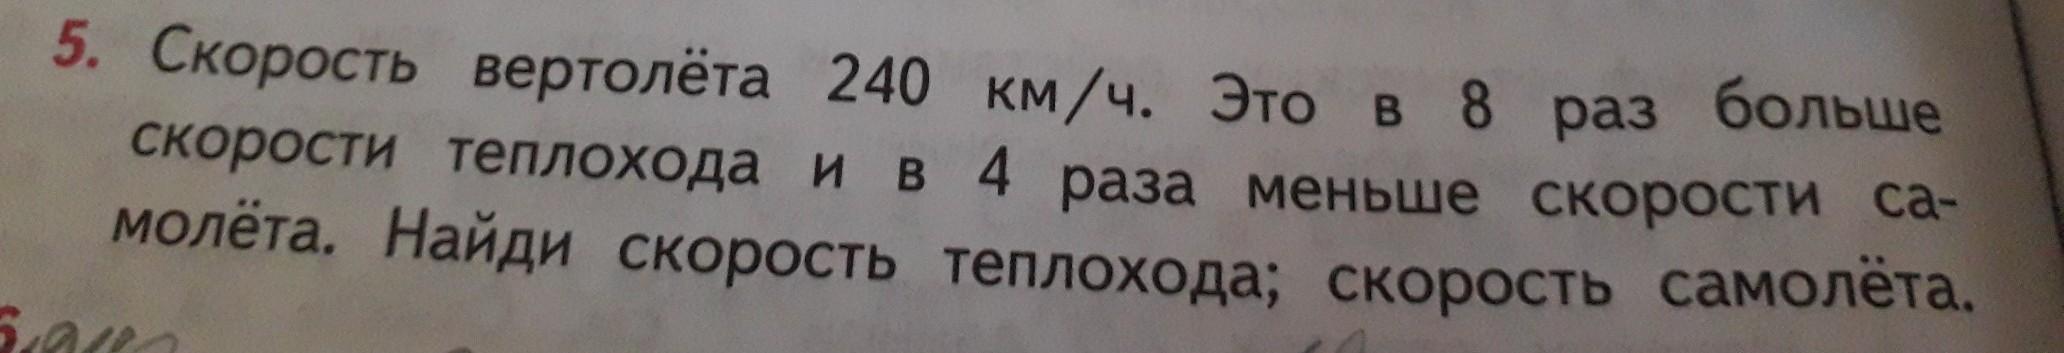 5. Скорость вертолёта 240 км/ч. Это в 8 раз больше
скорости теплохода и в 4 раза меньше скорости са-
молёта. Найди скорость теплохода; скорость самолёта.